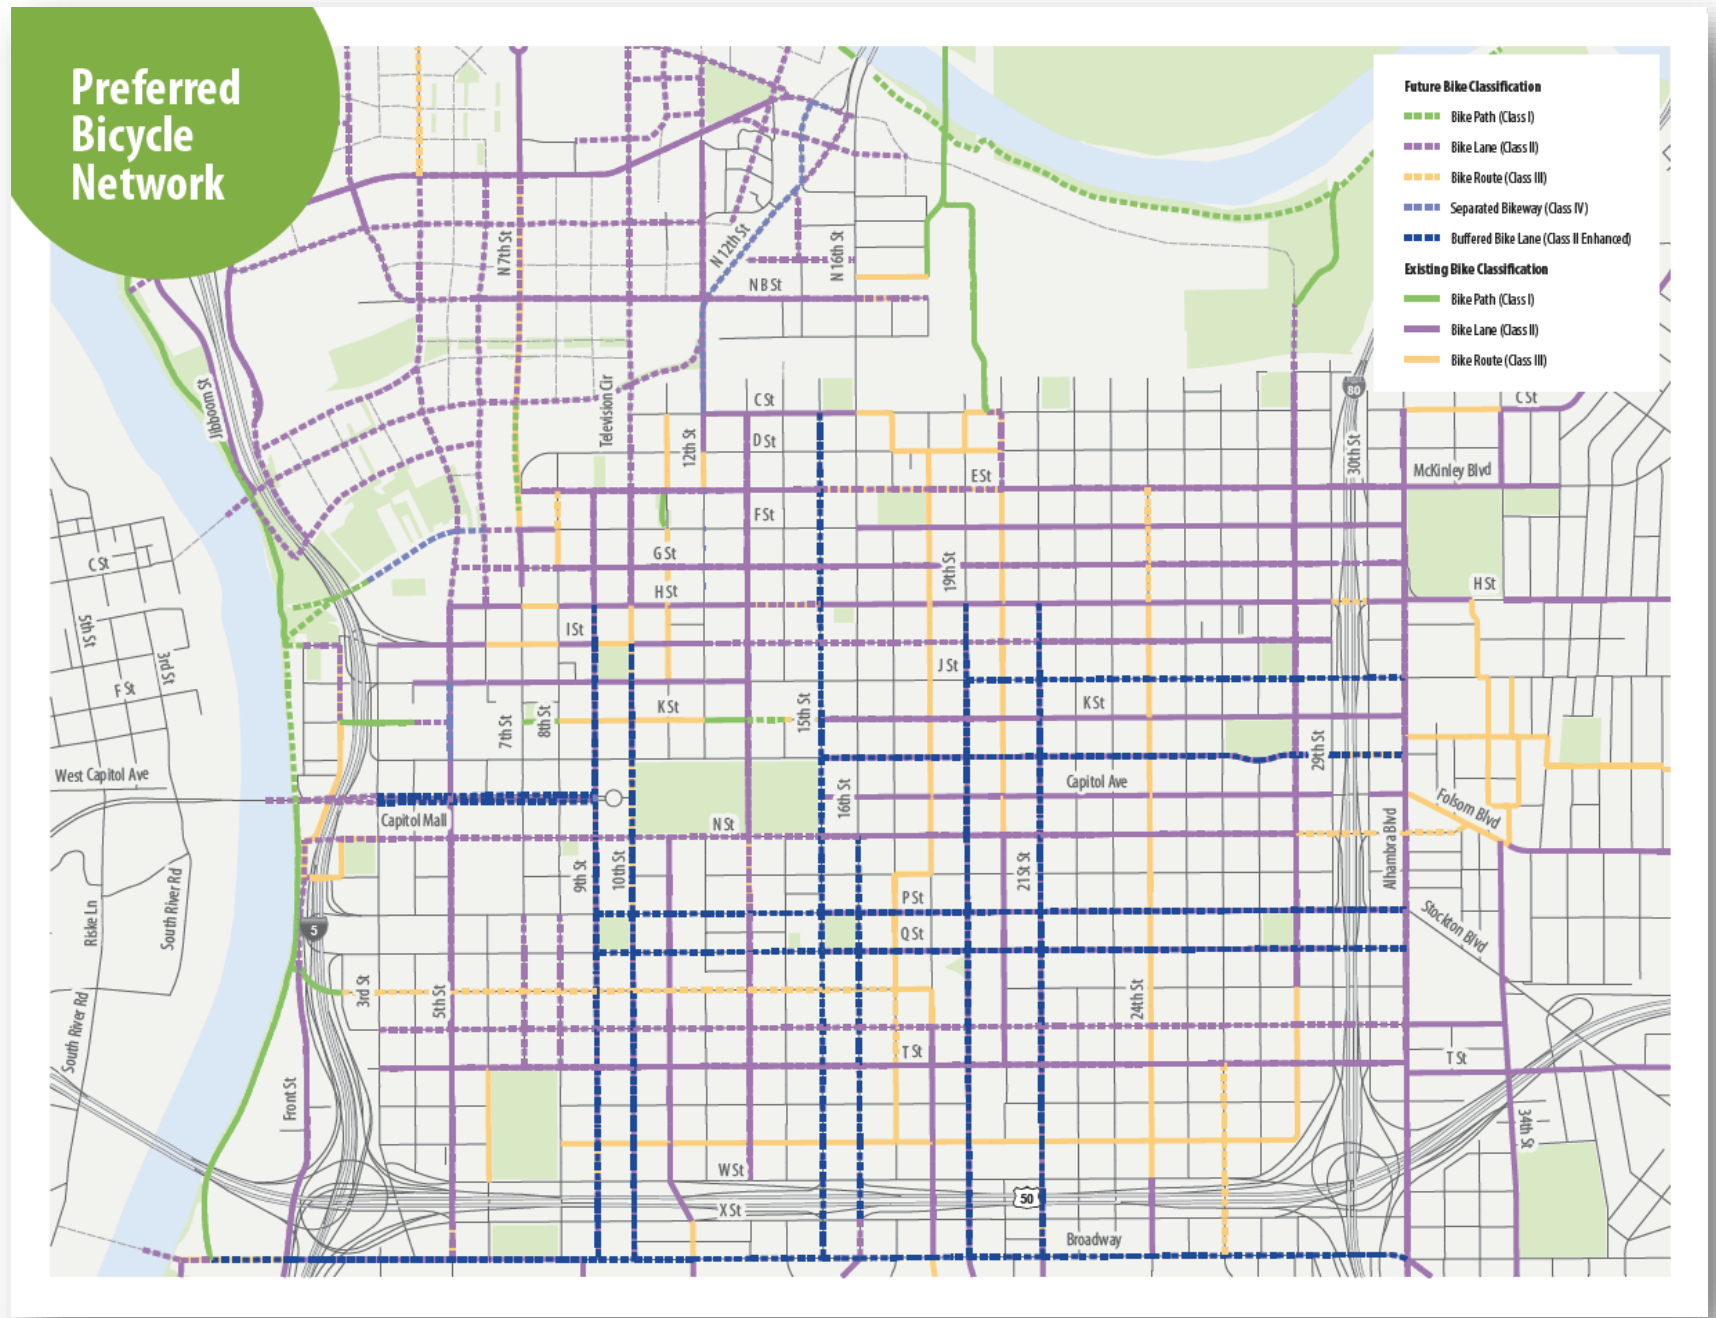 Preferred
Bicycle
Network
Future Bike Classification
Bike Path (Class I)
Bike Lane (Class II)
Bike Route (Class III)
Separated Bikeway (Class IV)
Buffered Bike Lane (Class II Enhanced)
Existing Bike Classification
Bike Path (Class I)
Bike Lane (Class II)
Bike Route (Class III)
N 7th St
N 12th St
N 16th St
N B St
Jibboom St
Television Cir
80
C St
C St
12th St
D St
30th St
McKinley Blvd
E St
F St
C St
G St
19th St
H St
H St
5th St
I St
3rd St
J St
F St
K St
K St
7th St
8th St
15th St
29th St
West Capitol Ave
Capitol Ave
16th St
Folsom Blvd
Capitol Mall
N St
Alhambra Blvd
9th St
10th St
21 St St
Riske Ln
South River Rd
P St
Stockton Blvd
5
Q St
3rd St
5th St
24th St
South River Rd
T St
T St
Front St
34th St
W St
50
X St
Broadway